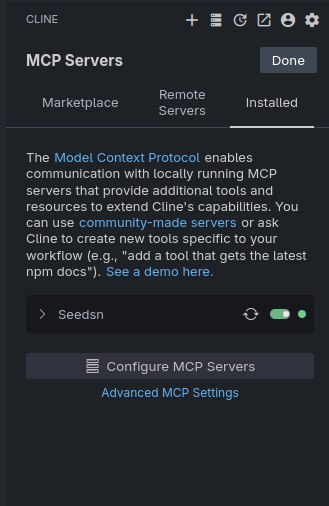 CLINE
MCP Servers
Done
Marketplace
Remote
Servers
Installed
The Model Context Protocol enables
communication with locally running MCP
servers that provide additional tools and
resources to extend Cline's capabilities. You
can use community-made servers or ask
Cline to create new tools specific to your
workflow (e.g., "add a tool that gets the latest
npm docs"). See a demo here.
Seedsn
Configure MCP Servers
Advanced MCP Settings